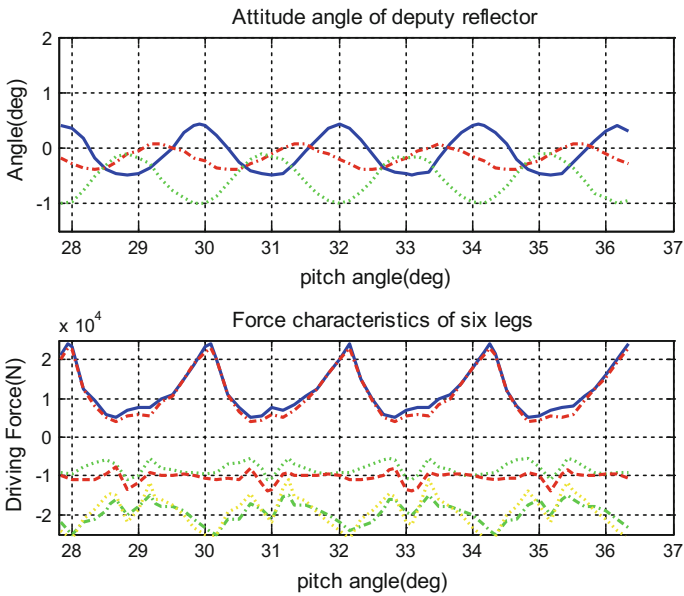 Attitude angle of deputy reflector
2
1
0
-1
Angle(deg)
28 29 30 31 32 33 34 35 36 37
pitch angle(deg)
x 10^4
Force characteristics of six legs
2
1
0
-1
-2
Driving Force(N)
28 29 30 31 32 33 34 35 36 37
pitch angle(deg)